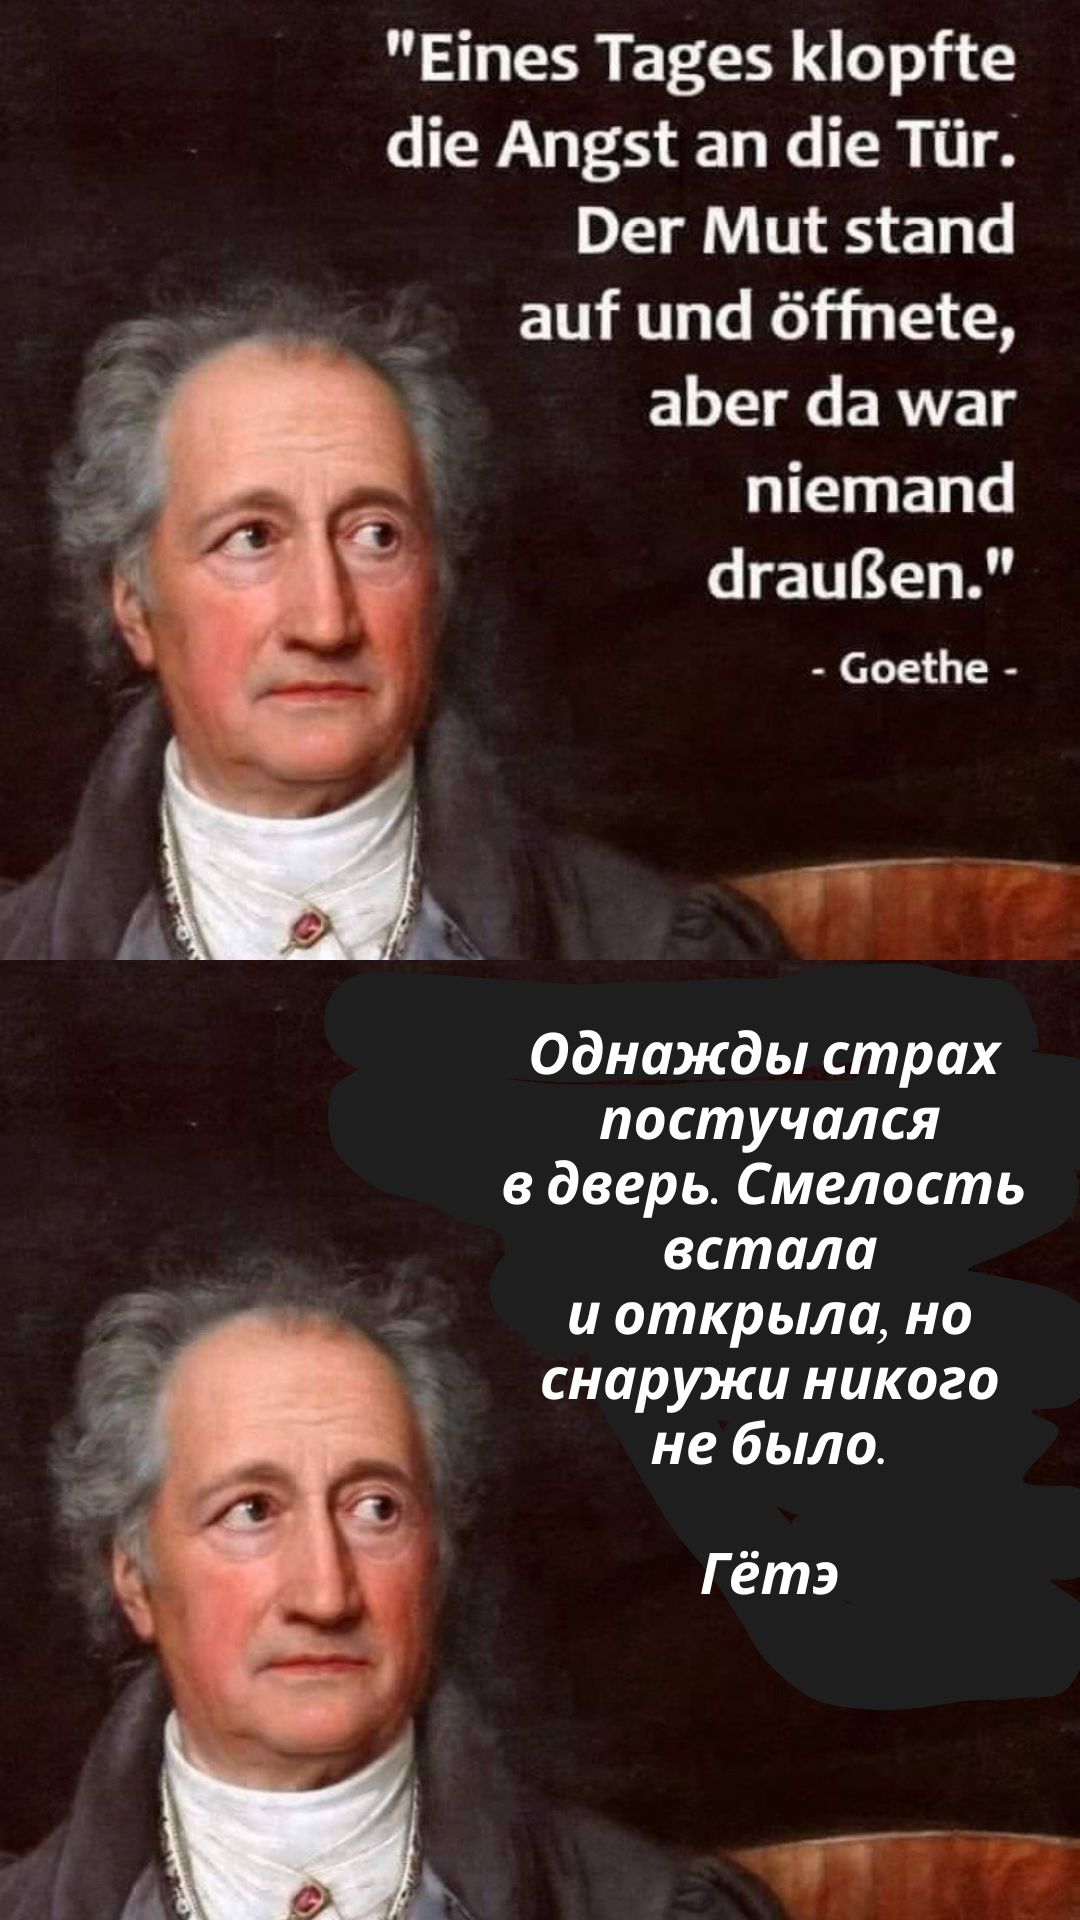 "Eines Tages klopfte
die Angst an die Tür.
Der Mut stand
auf und öffnete,
aber da war
niemand
draußen."
- Goethe -
Однажды страх
постучался
в дверь. Смелость
встала
и открыла, но
снаружи никого
не было.
Гётэ